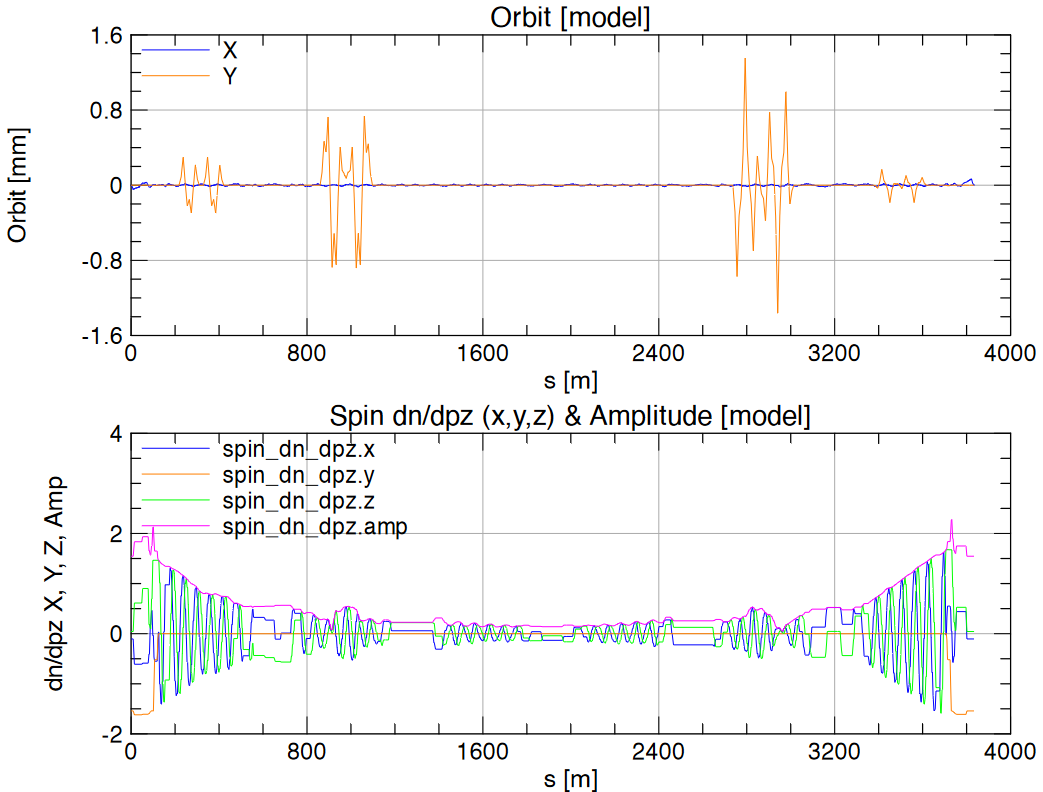 Orbit [model]
Orbit [mm]
1.6
0.8
0
-0.8
-1.6
X
Y
0 800 1600 2400 3200 4000
s [m]
Spin dn/dpz (x,y,z) & Amplitude [model]
dn/dpz X, Y, Z, Amp
4
2
0
-2
spin_dn_dpz.x
spin_dn_dpz.y
spin_dn_dpz.z
spin_dn_dpz.amp
0 800 1600 2400 3200 4000
s [m]